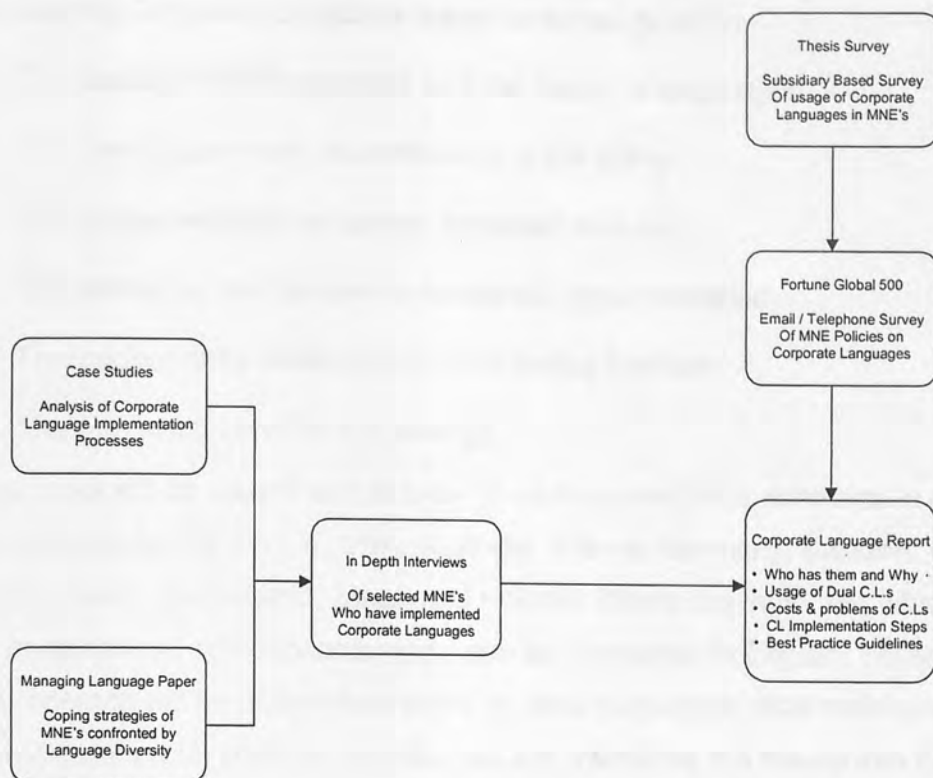 Thesis Survey
Subsidiary Based Survey
Of usage of Corporate
Languages in MNE's
Fortune Global 500
Email / Telephone Survey
Of MNE Policies on
Corporate Languages
Case Studies
Analysis of Corporate
Language Implementation
Processes
Managing Language Paper
Coping strategies of
MNE's confronted by
Language Diversity
In Depth Interviews
Of selected MNE's
Who have implemented
Corporate Languages
Corporate Language Report
• Who has them and Why
• Usage of Dual C.L.s
• Costs & problems of C.Ls
• CL Implementation Steps
• Best Practice Guidelines